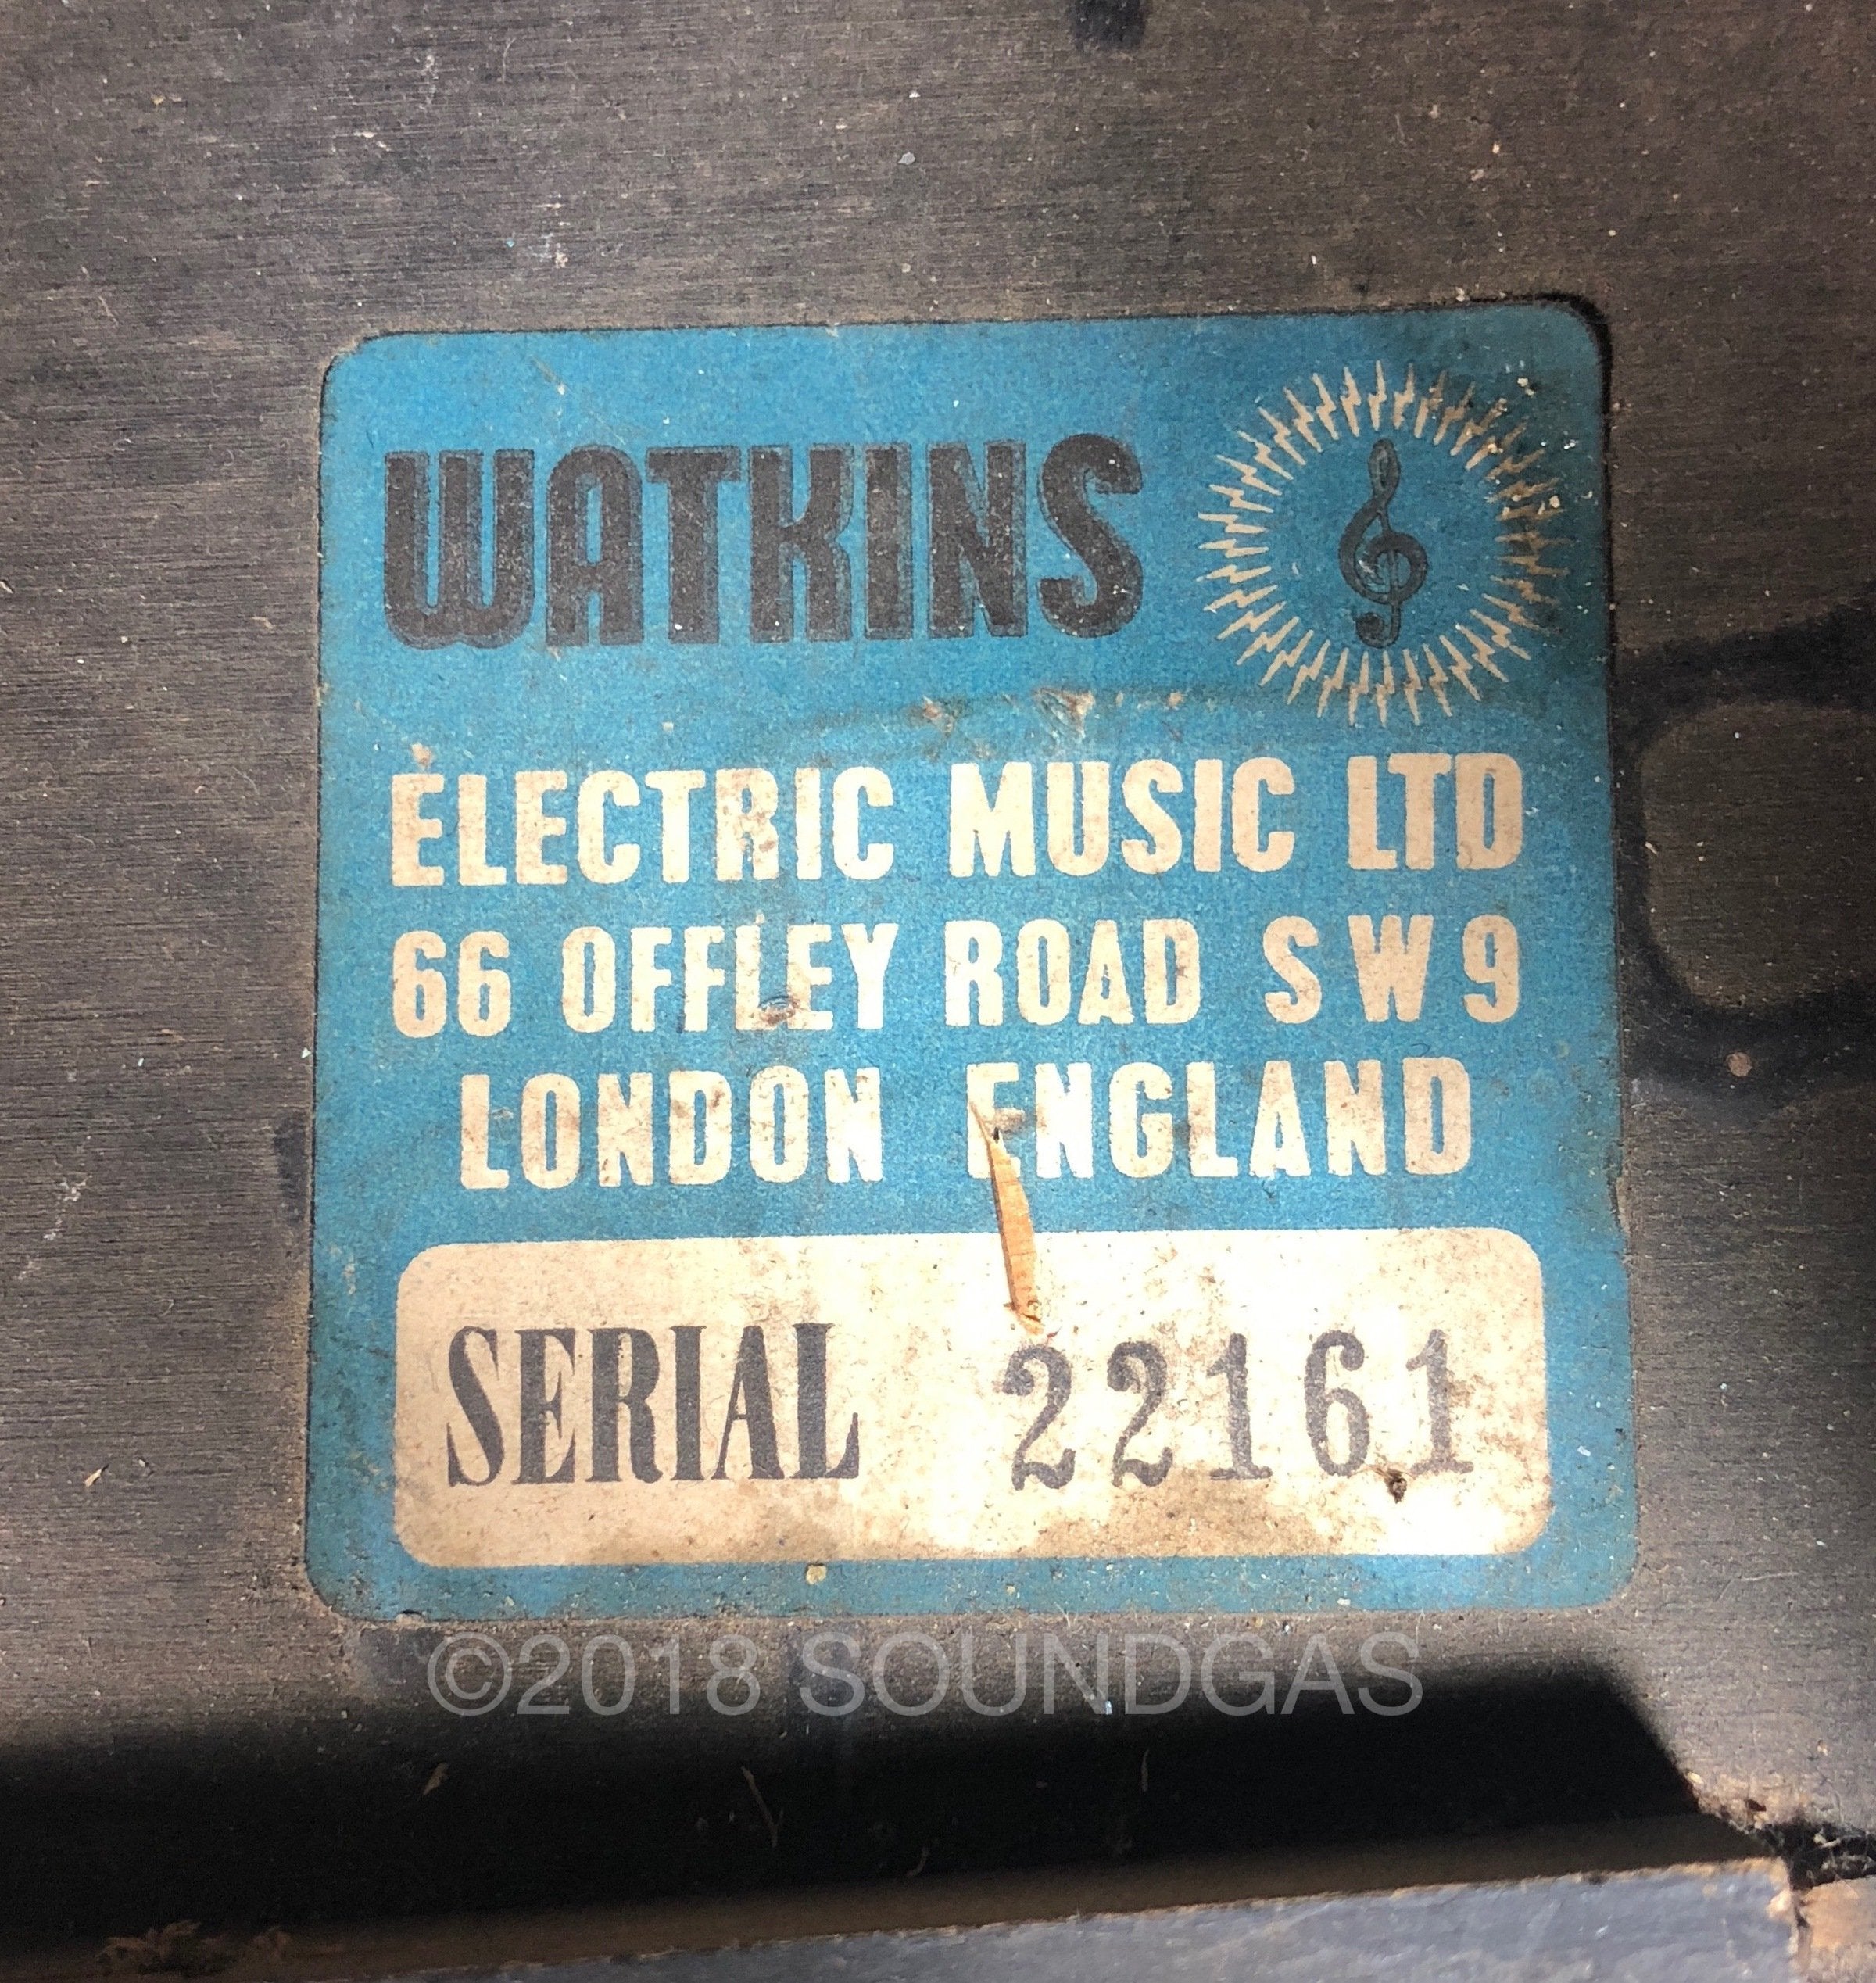 WATKINS
ELECTRIC MUSIC LTD
66 OFFLEY ROAD SW9
LONDON ENGLAND
SERIAL 22161
©2018 SOUNDGAS